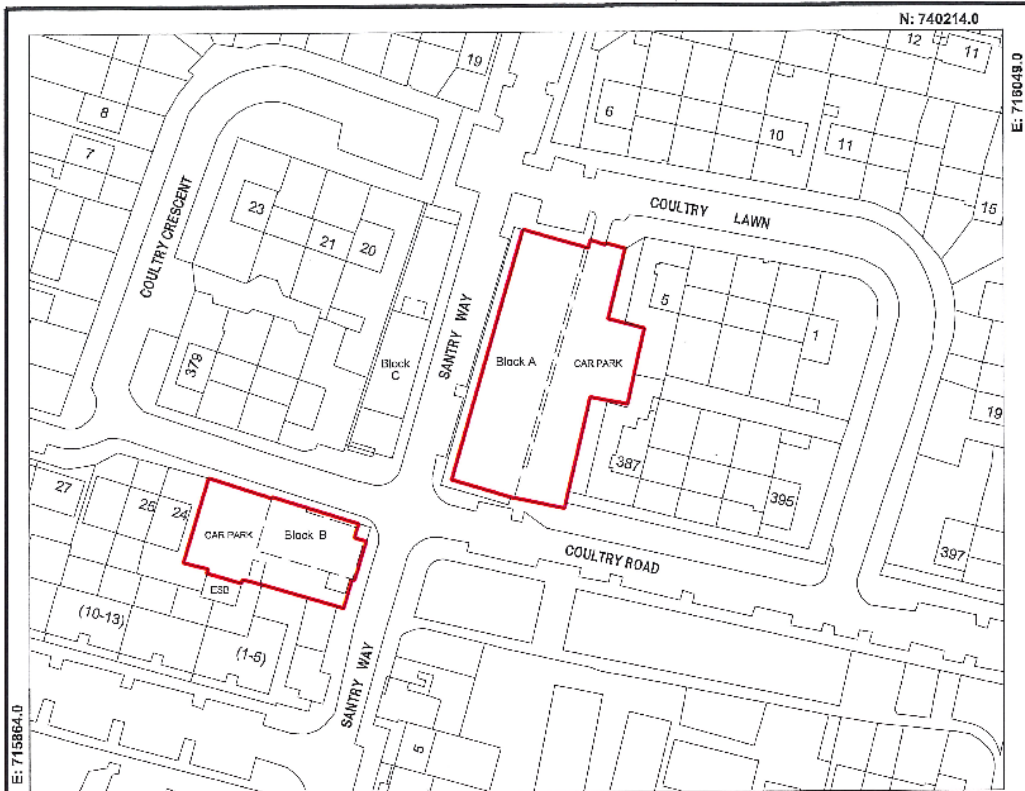 N: 740214.0
E: 716049.0
12
11
19
6
10
11
8
7
COULTRY LAWN
15
23
21
20
COULTRY CRESCENT
SANTRY WAY
5
1
Block A
CAR PARK
Block
C
379
19
387
395
27
25
24
CAR PARK
Block B
COULTRY ROAD
397
ESB
(10-13)
(1-5)
SANTRY WAY
5
E: 715864.0